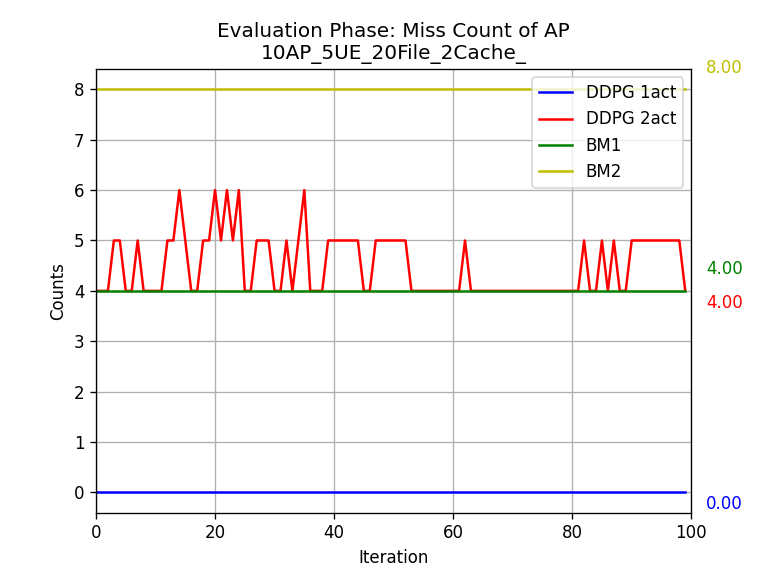 Evaluation Phase: Miss Count of AP
10AP_5UE_20File_2Cache_
8.00
DDPG 1act
DDPG 2act
BM1
BM2
8
7
6
5
4
3
2
1
0
Counts
4.00
4.00
0.00
0 20 40 60 80 100
Iteration